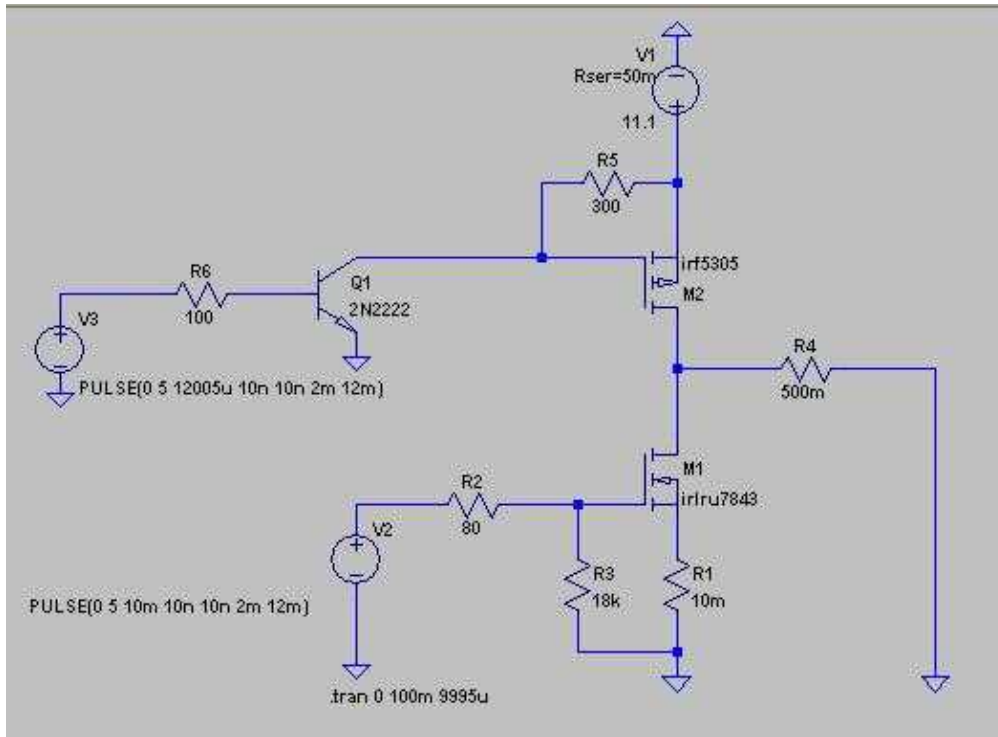 V1
Rser=50m
11.1
R5
300
irf5305
M2
R6
100
Q1
2N2222
V3
PULSE(0 5 12005u 10n 10n 2m 12m)
R4
500m
M1
irlru7843
R2
80
V2
R3
18k
R1
10m
PULSE(0 5 10m 10n 10n 2m 12m)
.tran 0 100m 9995u